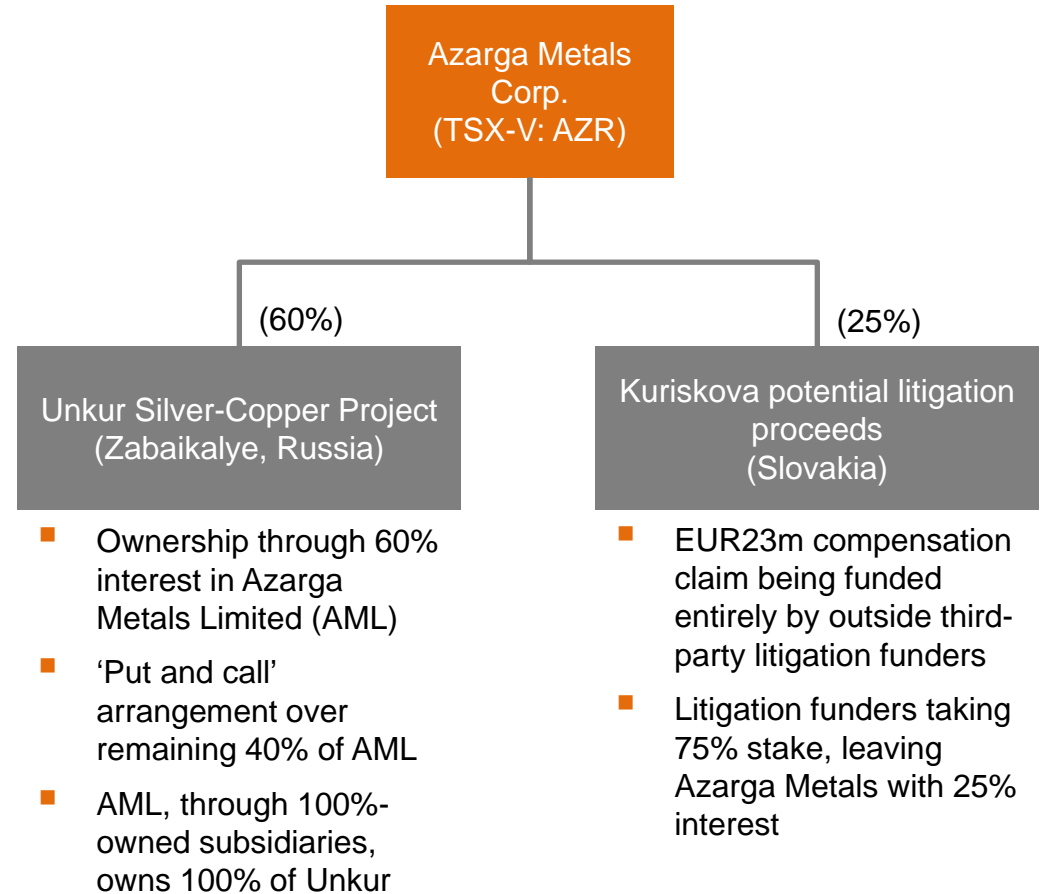 Azarga Metals
Corp.
(TSX-V: AZR)
(60%)
(25%)
Unkur Silver-Copper Project
(Zabaikalye, Russia)
Kuriskova potential litigation
proceeds
(Slovakia)
▪ Ownership through 60%
interest in Azarga
Metals Limited (AML)
▪ ‘Put and call’
arrangement over
remaining 40% of AML
▪ AML, through 100%-
owned subsidiaries,
owns 100% of Unkur
▪ EUR23m compensation
claim being funded
entirely by outside third-
party litigation funders
▪ Litigation funders taking
75% stake, leaving
Azarga Metals with 25%
interest